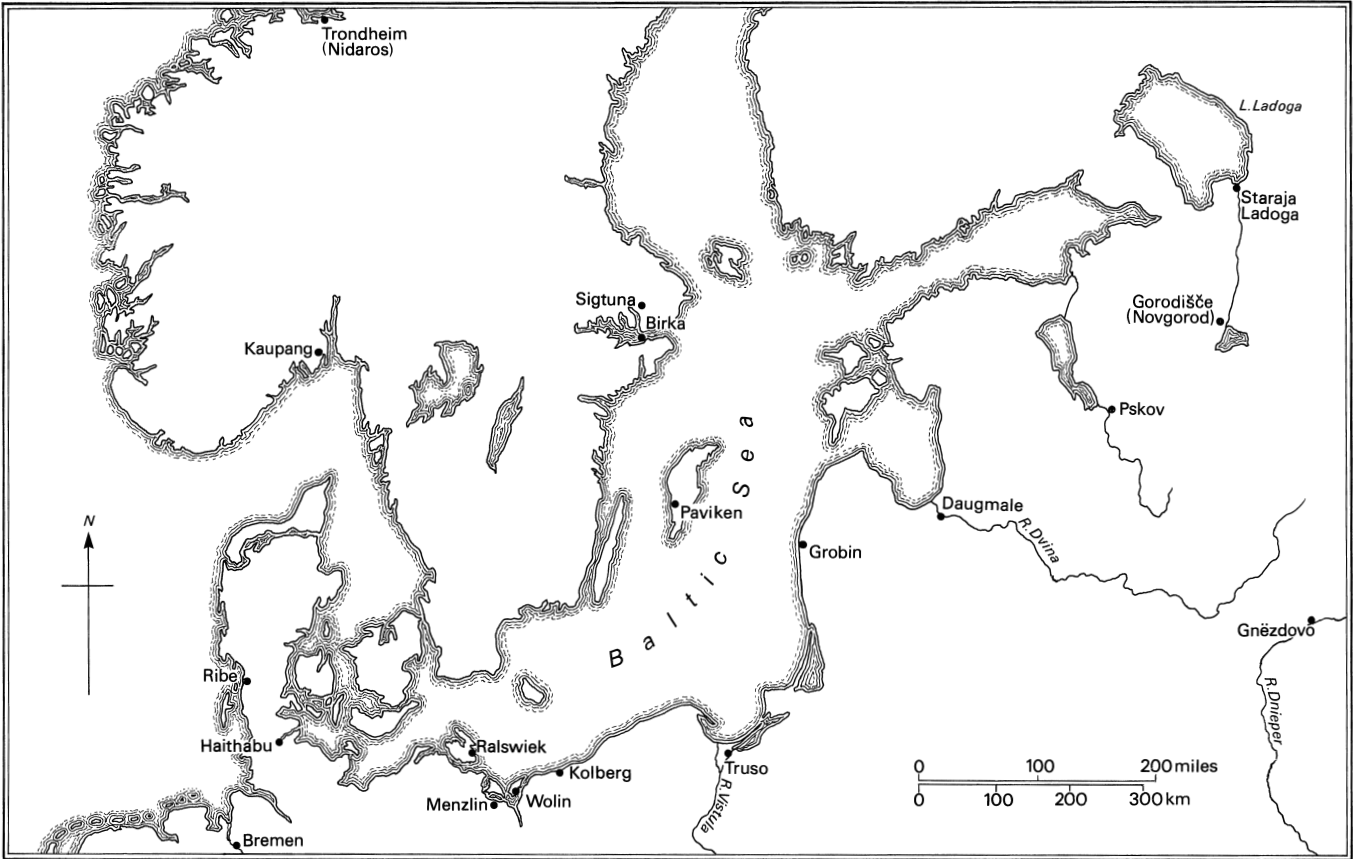 Trondheim
(Nidaros)
L. Ladoga
Staraja
Ladoga
Sigtuna
Birka
Gorodišče
(Novgorod)
Kaupang
Pskov
Baltic Sea
Paviken
Daugmale
R. Dvina
N
Grobin
Gnëzdovo
Ribe
R. Dnieper
Haithabu
Ralswiek
Kolberg
Truso
Menzlin
Wolin
R. Vistula
Bremen
0 100 200 miles
0 100 200 300 km